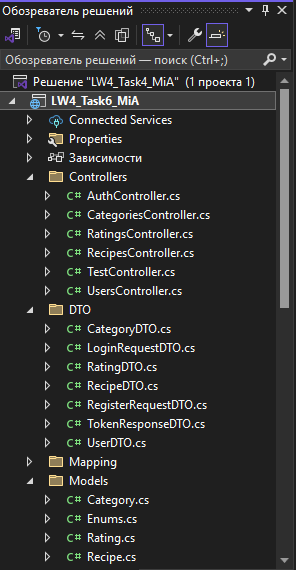 Обозреватель решений
Обозреватель решений — поиск (Ctrl+;)
Решение "LW4_Task4_MiA" (1 проекта 1)
LW4_Task6_MiA
Connected Services
Properties
Зависимости
Controllers
C# AuthController.cs
C# CategoriesController.cs
C# RatingsController.cs
C# RecipesController.cs
C# TestController.cs
C# UsersController.cs
DTO
C# CategoryDTO.cs
C# LoginRequestDTO.cs
C# RatingDTO.cs
C# RecipeDTO.cs
C# RegisterRequestDTO.cs
C# TokenResponseDTO.cs
C# UserDTO.cs
Mapping
Models
C# Category.cs
C# Enums.cs
C# Rating.cs
C# Recipe.cs